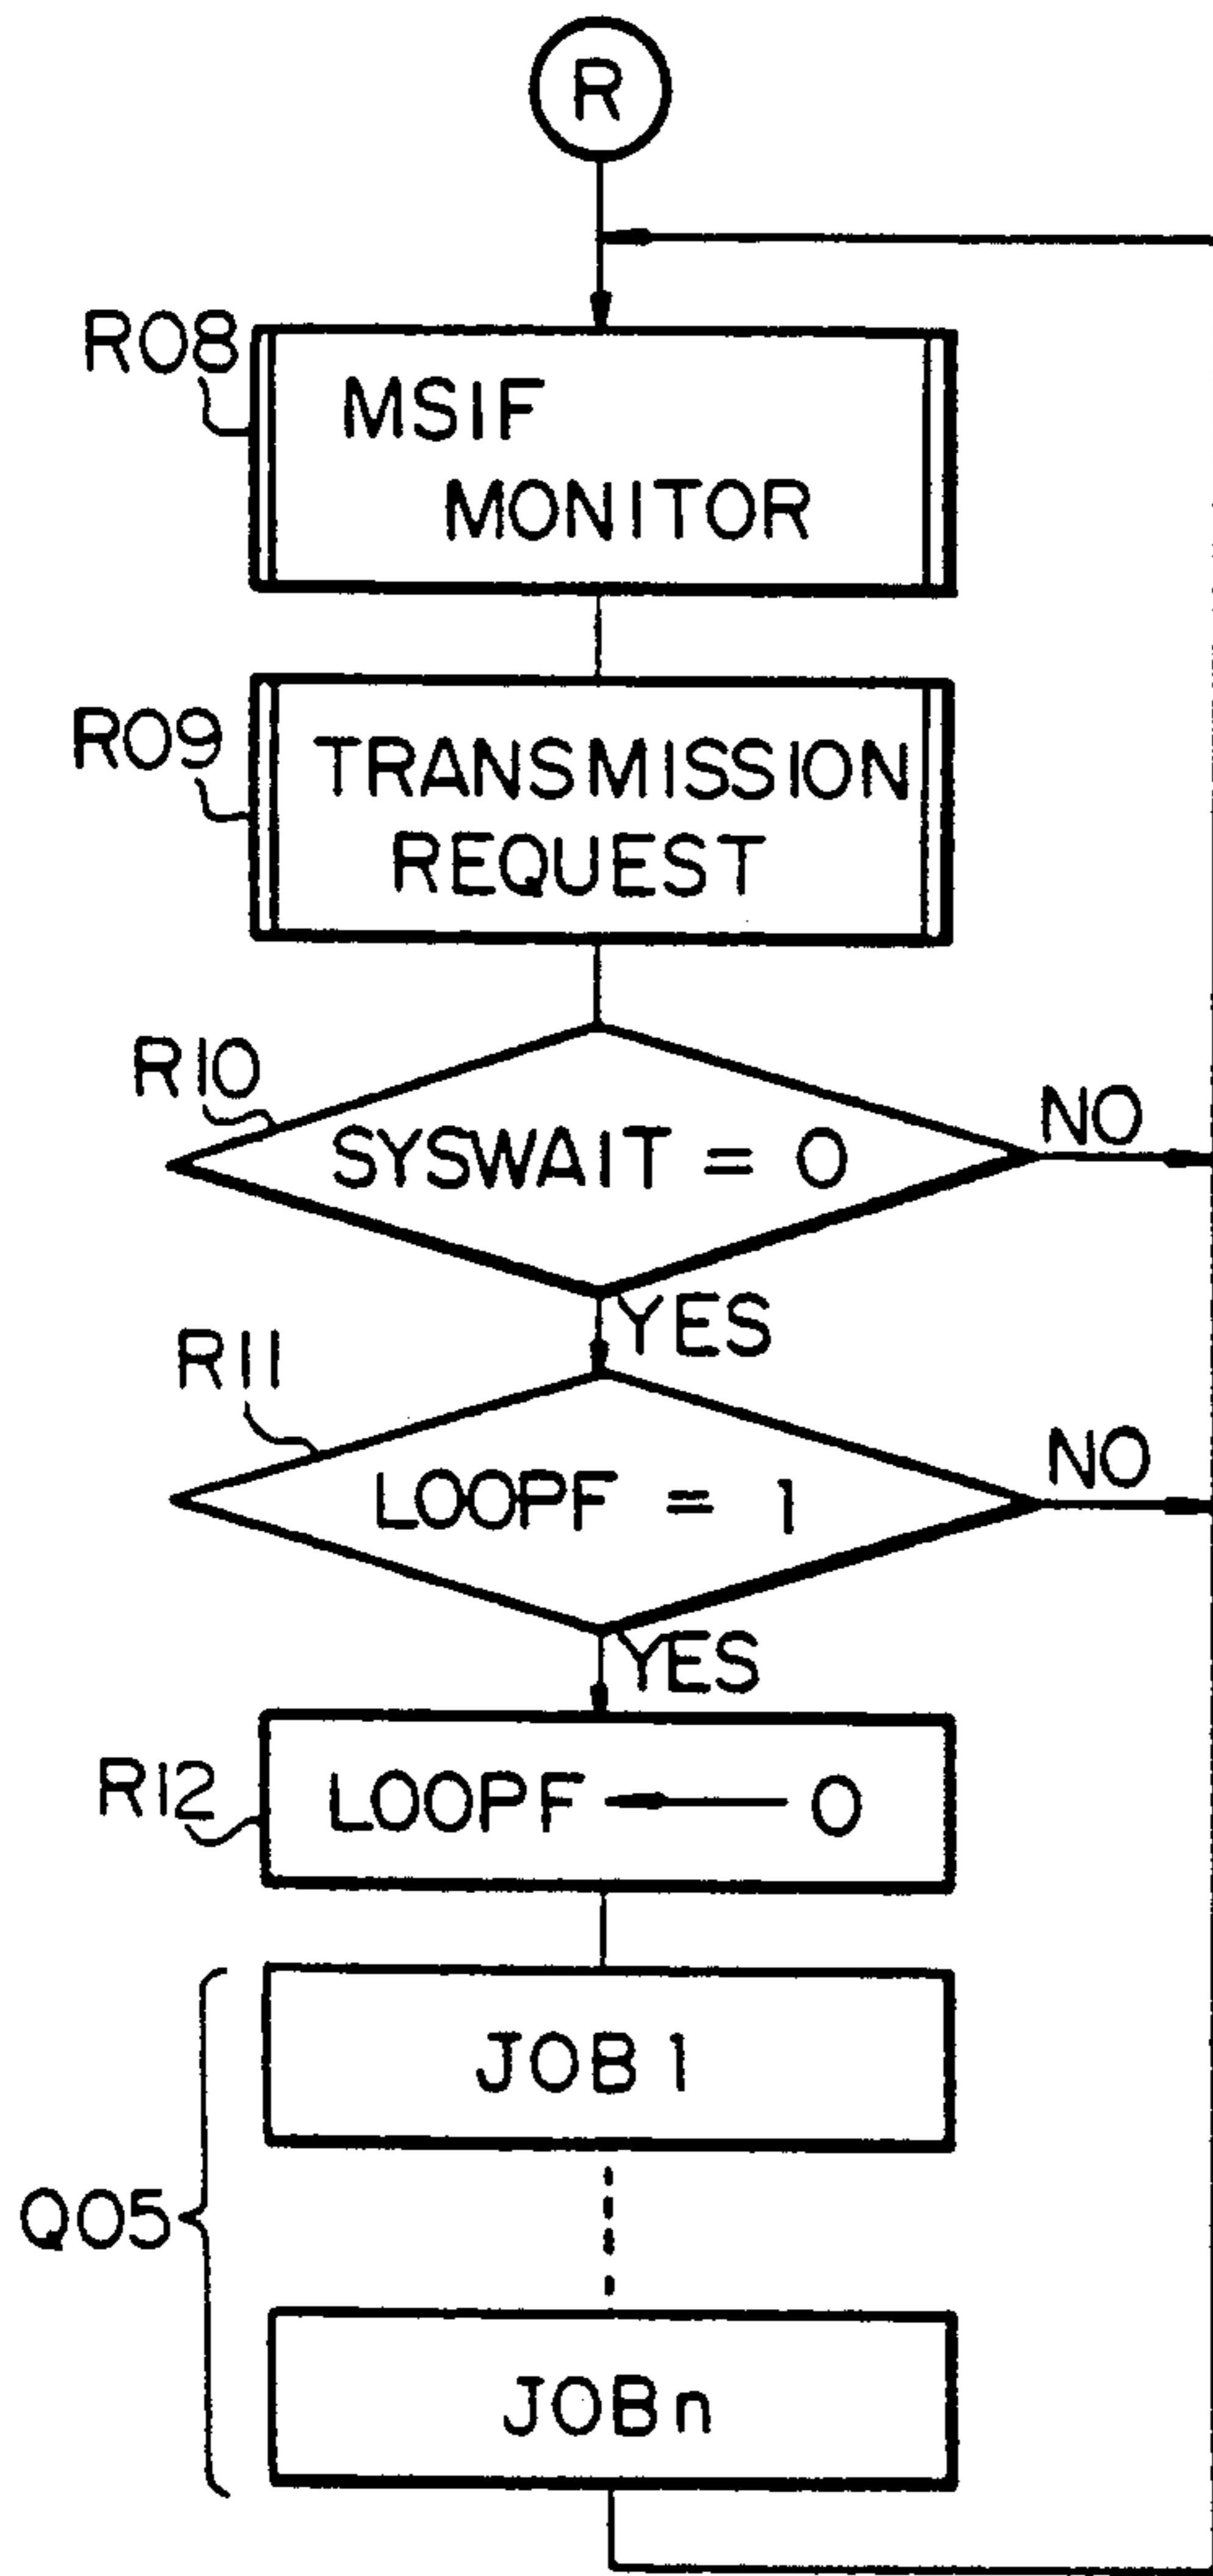 R
R08
MSIF
MONITOR
R09
TRANSMISSION
REQUEST
R10
SYSWAIT = 0
NO
YES
R11
LOOPF = 1
NO
YES
R12
LOOPF ← 0
JOB 1
Q05
JOBn